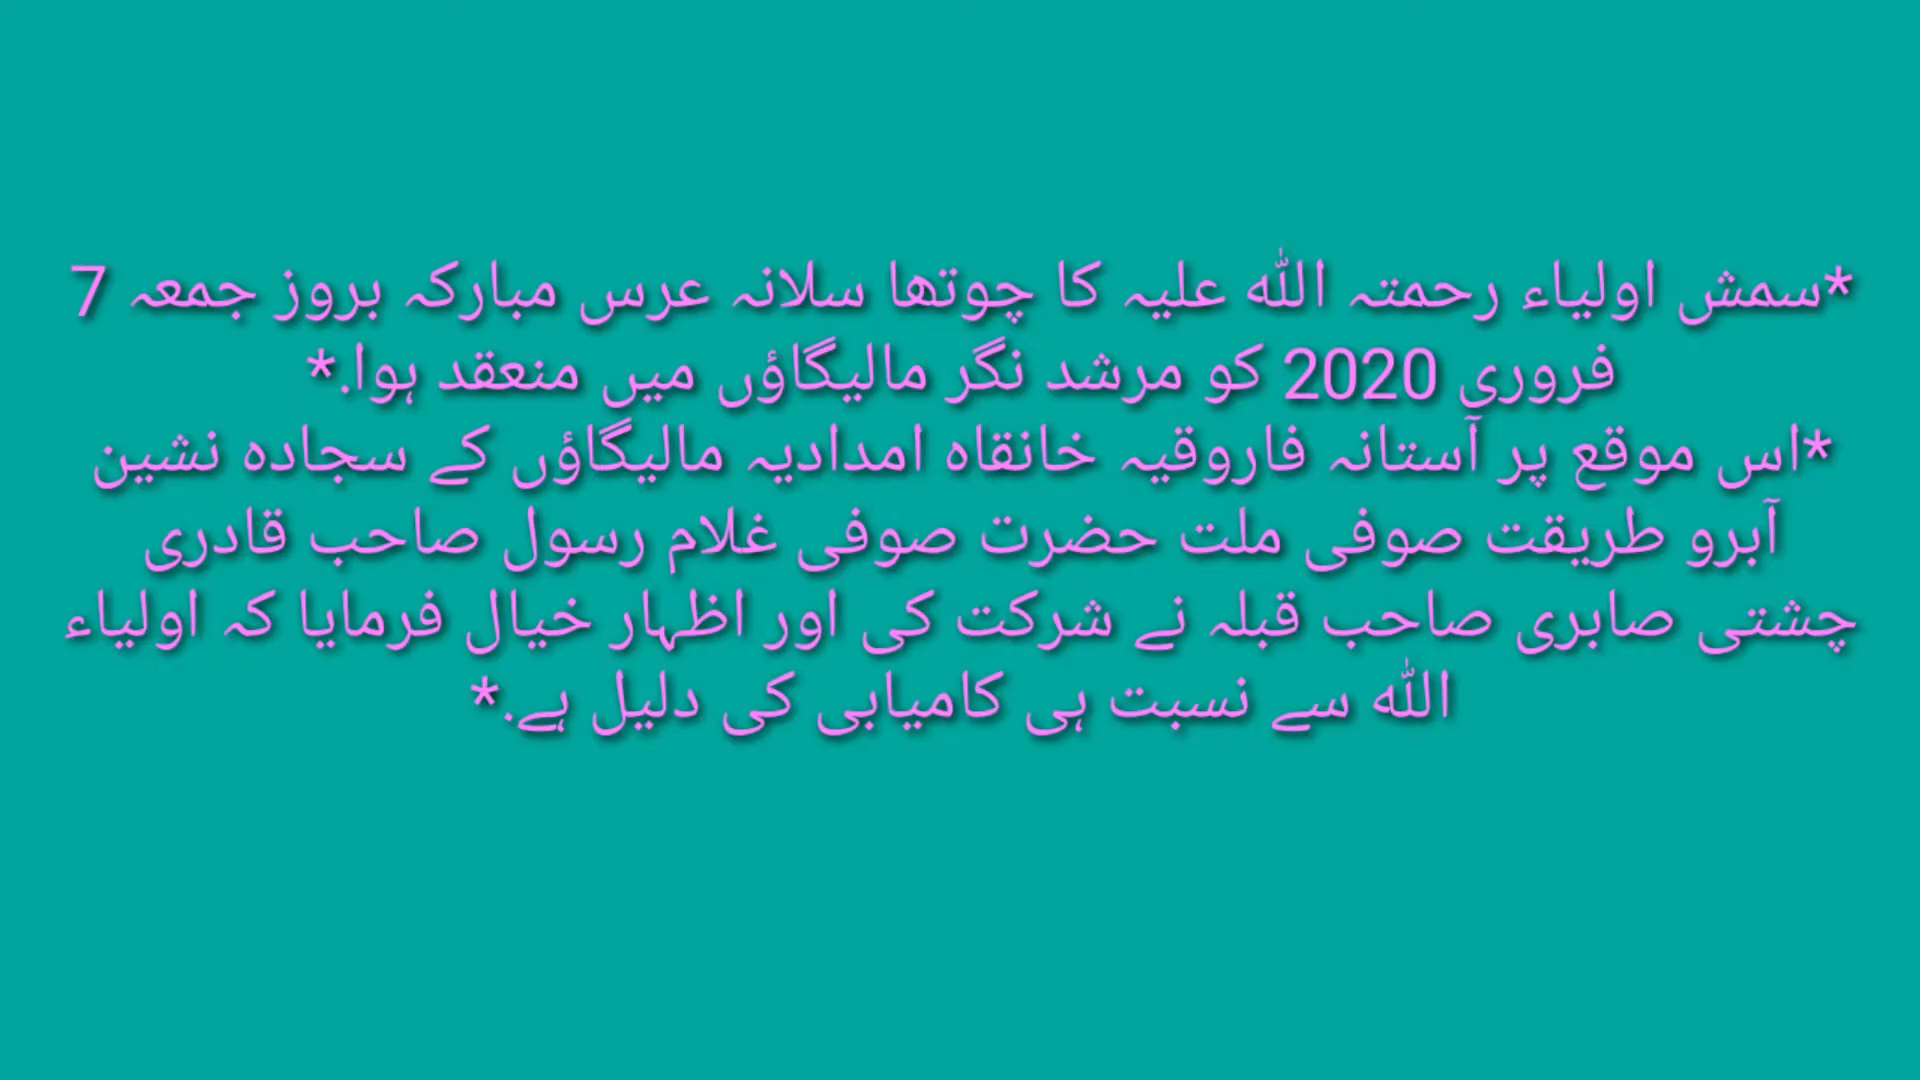 *سمش اولیاء رحمتہ اللہ علیہ کا چوتھا سلانہ عرس مبارکہ بروز جمعہ 7
فروری 2020 کو مرشد نگر مالیگاؤں میں منعقد ہوا.*
*اس موقع پر آستانہ فاروقیہ خانقاہ امدادیہ مالیگاؤں کے سجادہ نشین
آبرو طریقت صوفی ملت حضرت صوفی غلام رسول صاحب قادری
چشتی صابری صاحب قبلہ نے شرکت کی اور اظہار خیال فرمایا کہ اولیاء
اللہ سے نسبت ہی کامیابی کی دلیل ہے.*